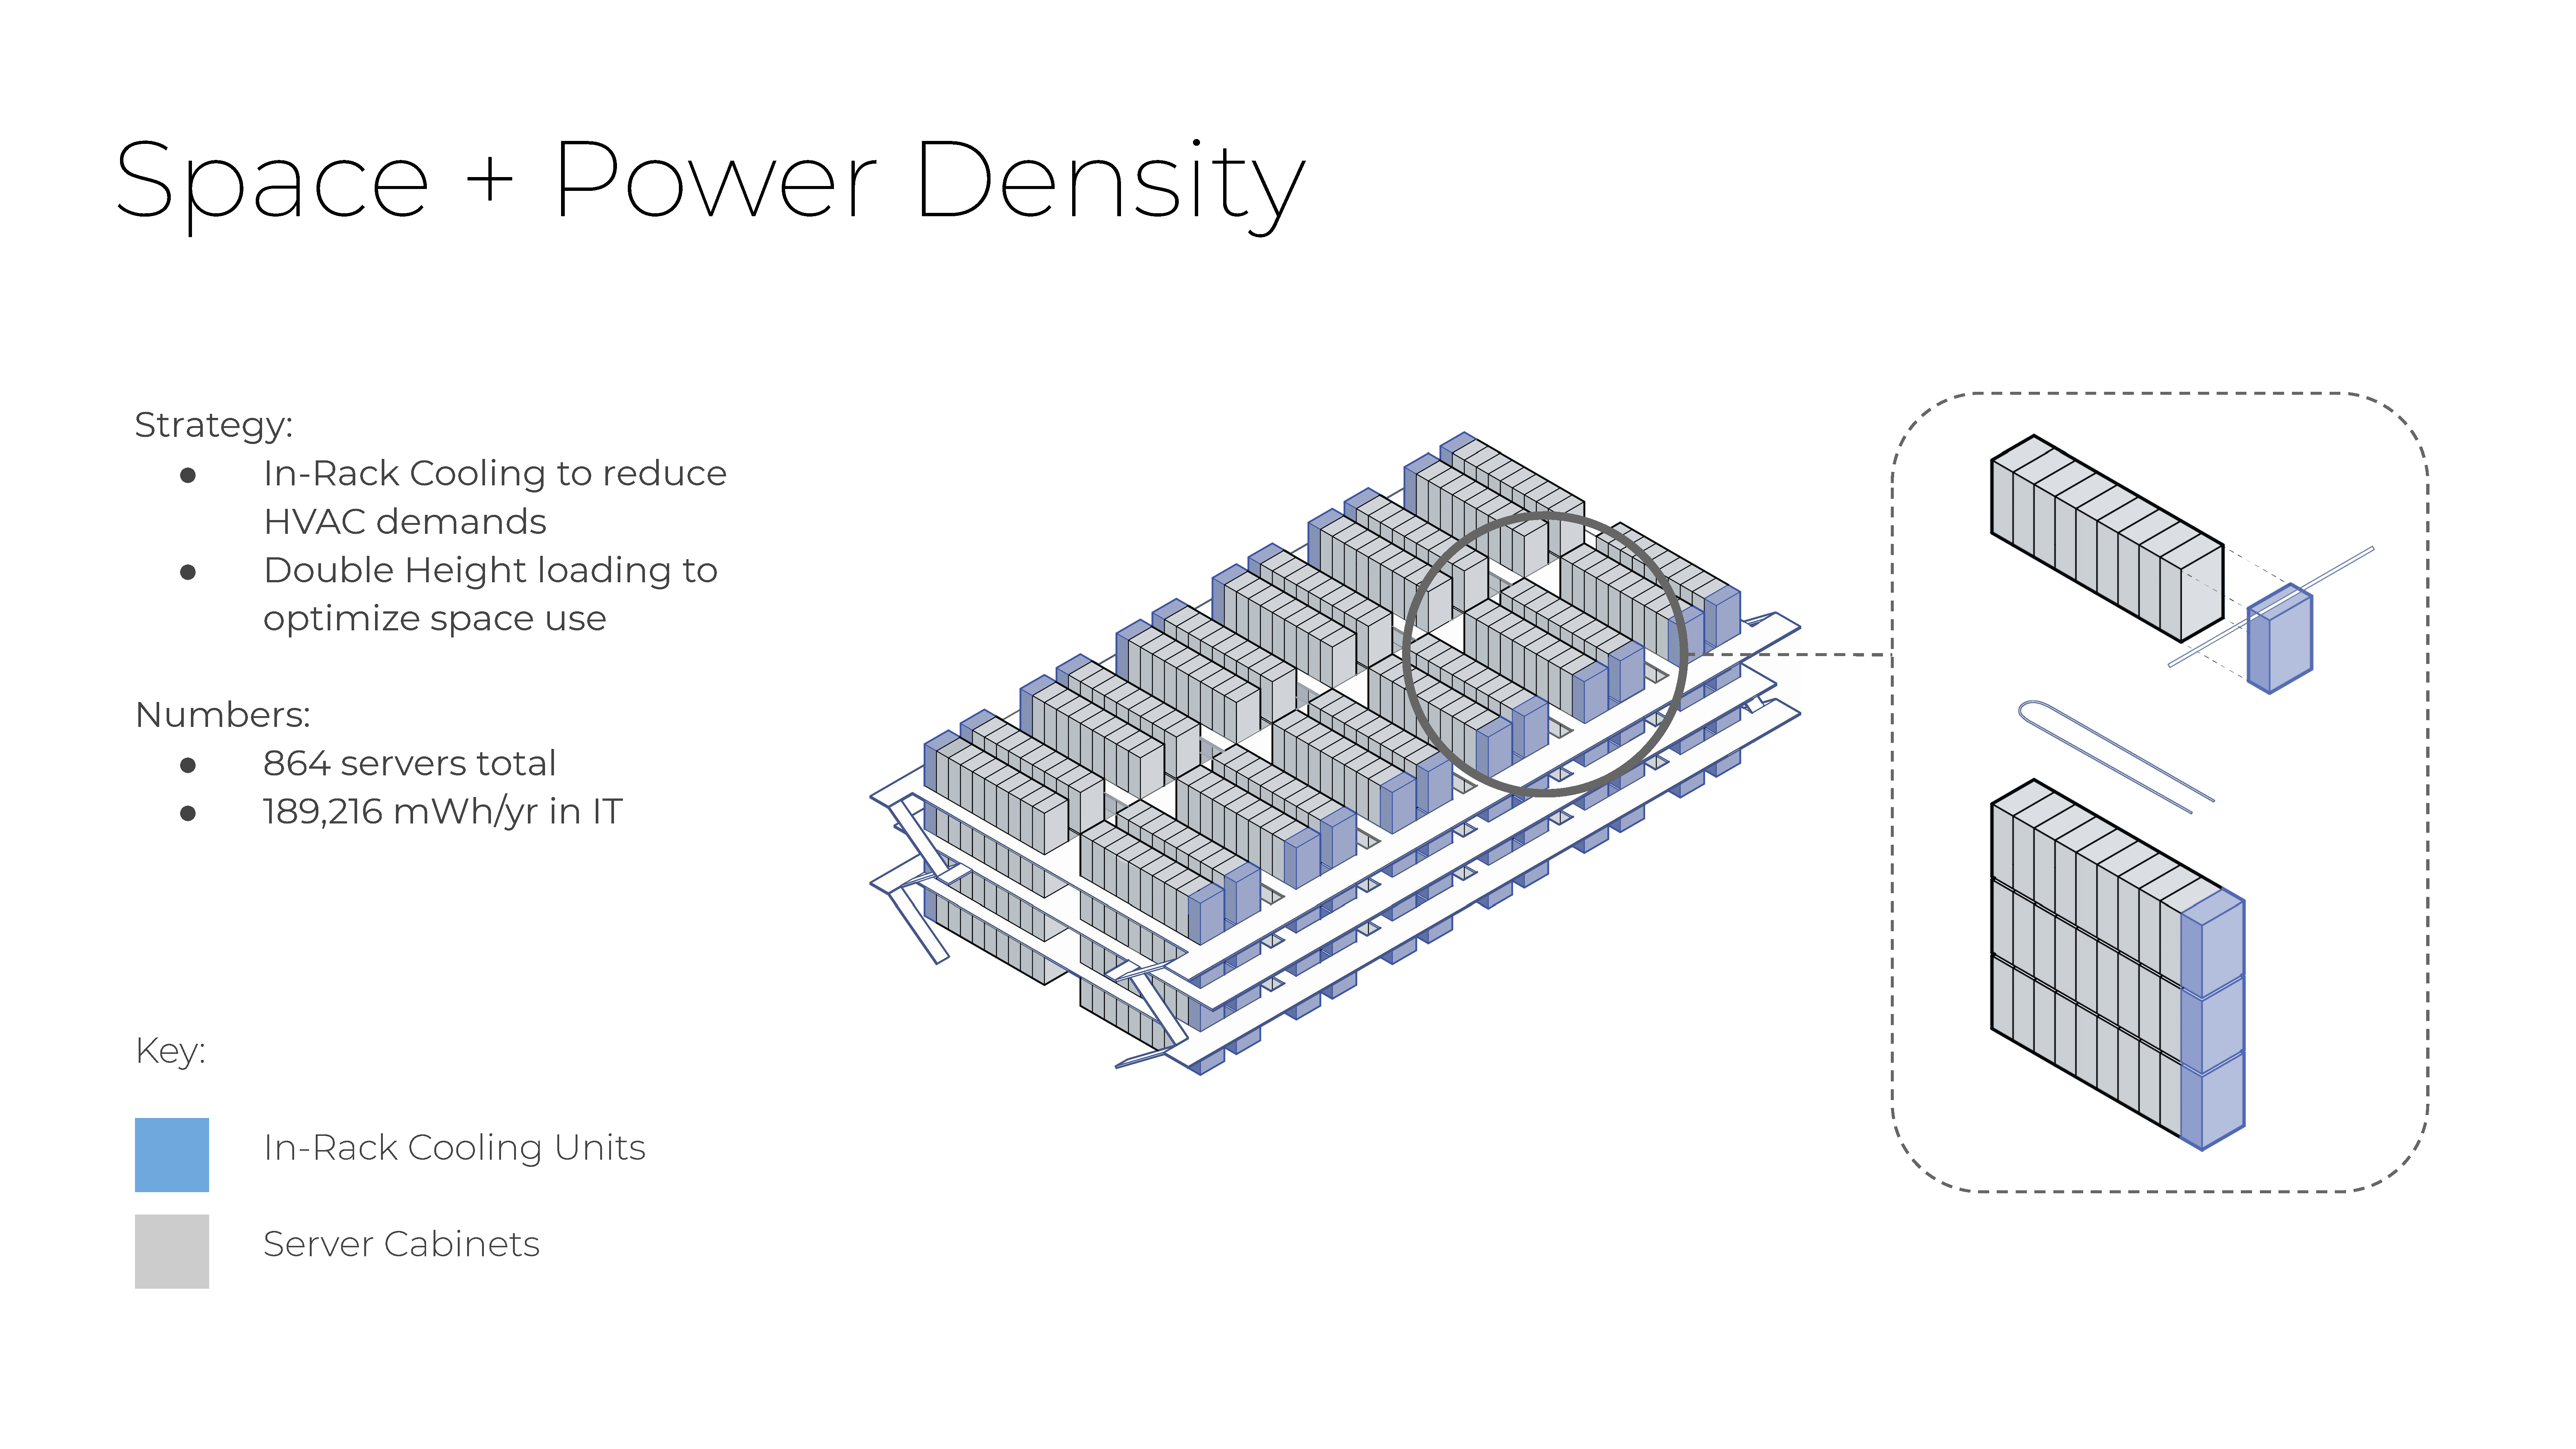 Space + Power Density
Strategy:
● In-Rack Cooling to reduce
HVAC demands
● Double Height loading to
optimize space use
Numbers:
● 864 servers total
● 189,216 mWh/yr in IT
Key:
In-Rack Cooling Units
Server Cabinets